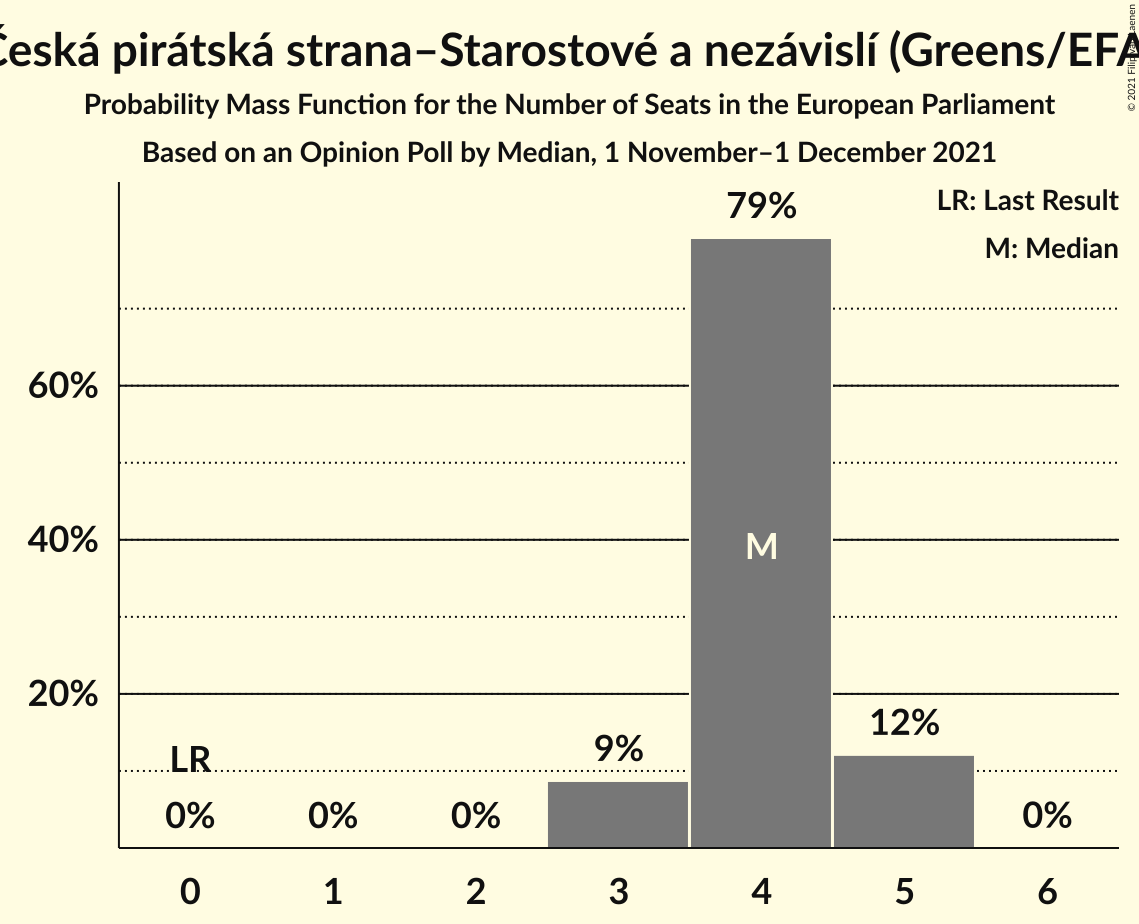 Česká pirátská strana–Starostové a nezávislí (Greens/EFA
Probability Mass Function for the Number of Seats in the European Parliament
Based on an Opinion Poll by Median, 1 November–1 December 2021
© 2021 Filip
LR: Last Result
M: Median
79%
60%
40%
M
20%
12%
9%
LR
0% 0% 0% 0%
0 1 2 3 4 5 6